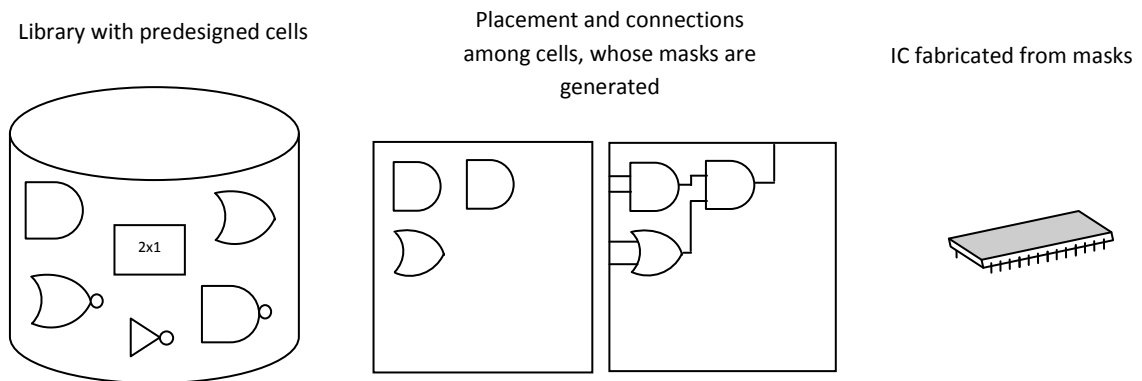 Library with predesigned cells
Placement and connections
among cells, whose masks are
generated
IC fabricated from masks
2x1